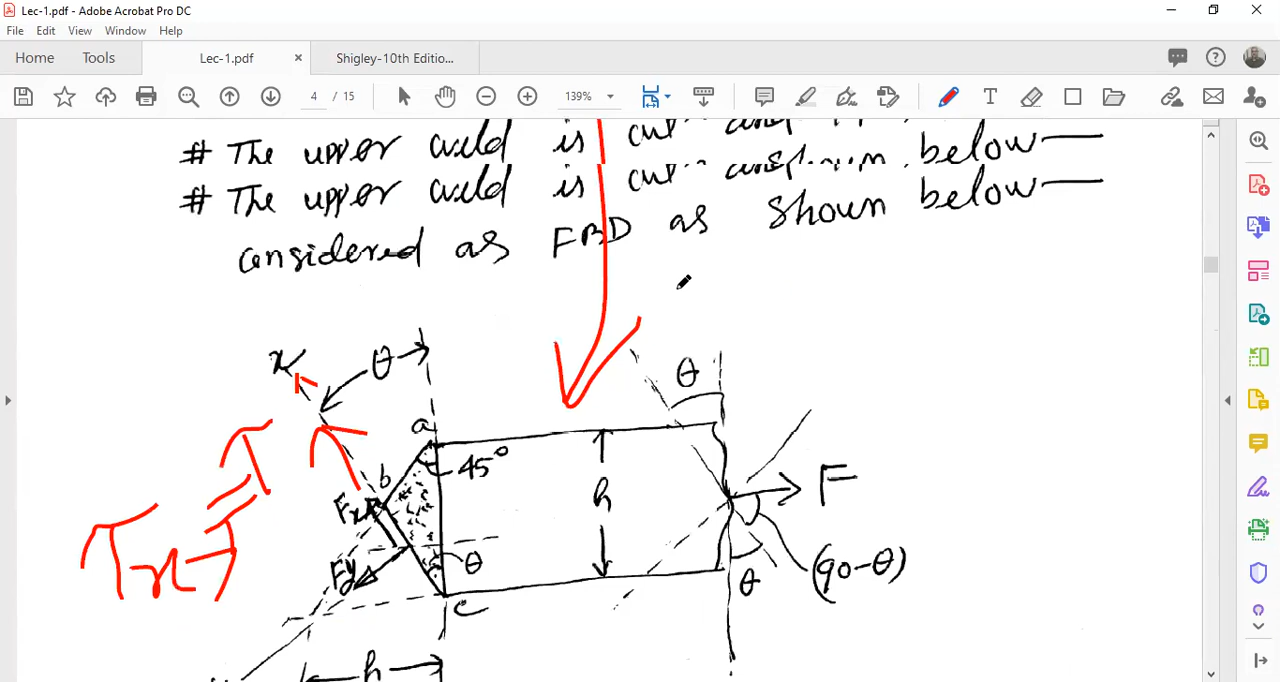 Lec-1.pdf - Adobe Acrobat Pro DC
File Edit View Window Help
Home Tools Lec-1.pdf × Shigley-10th Editio...
4 / 15 139%
# The upper weld is cut
# The upper weld is cut below
considered as FBD as shown below
x θ θ
a 45°
b h F
Fx
Fy θ (90-θ)
θ
c
h